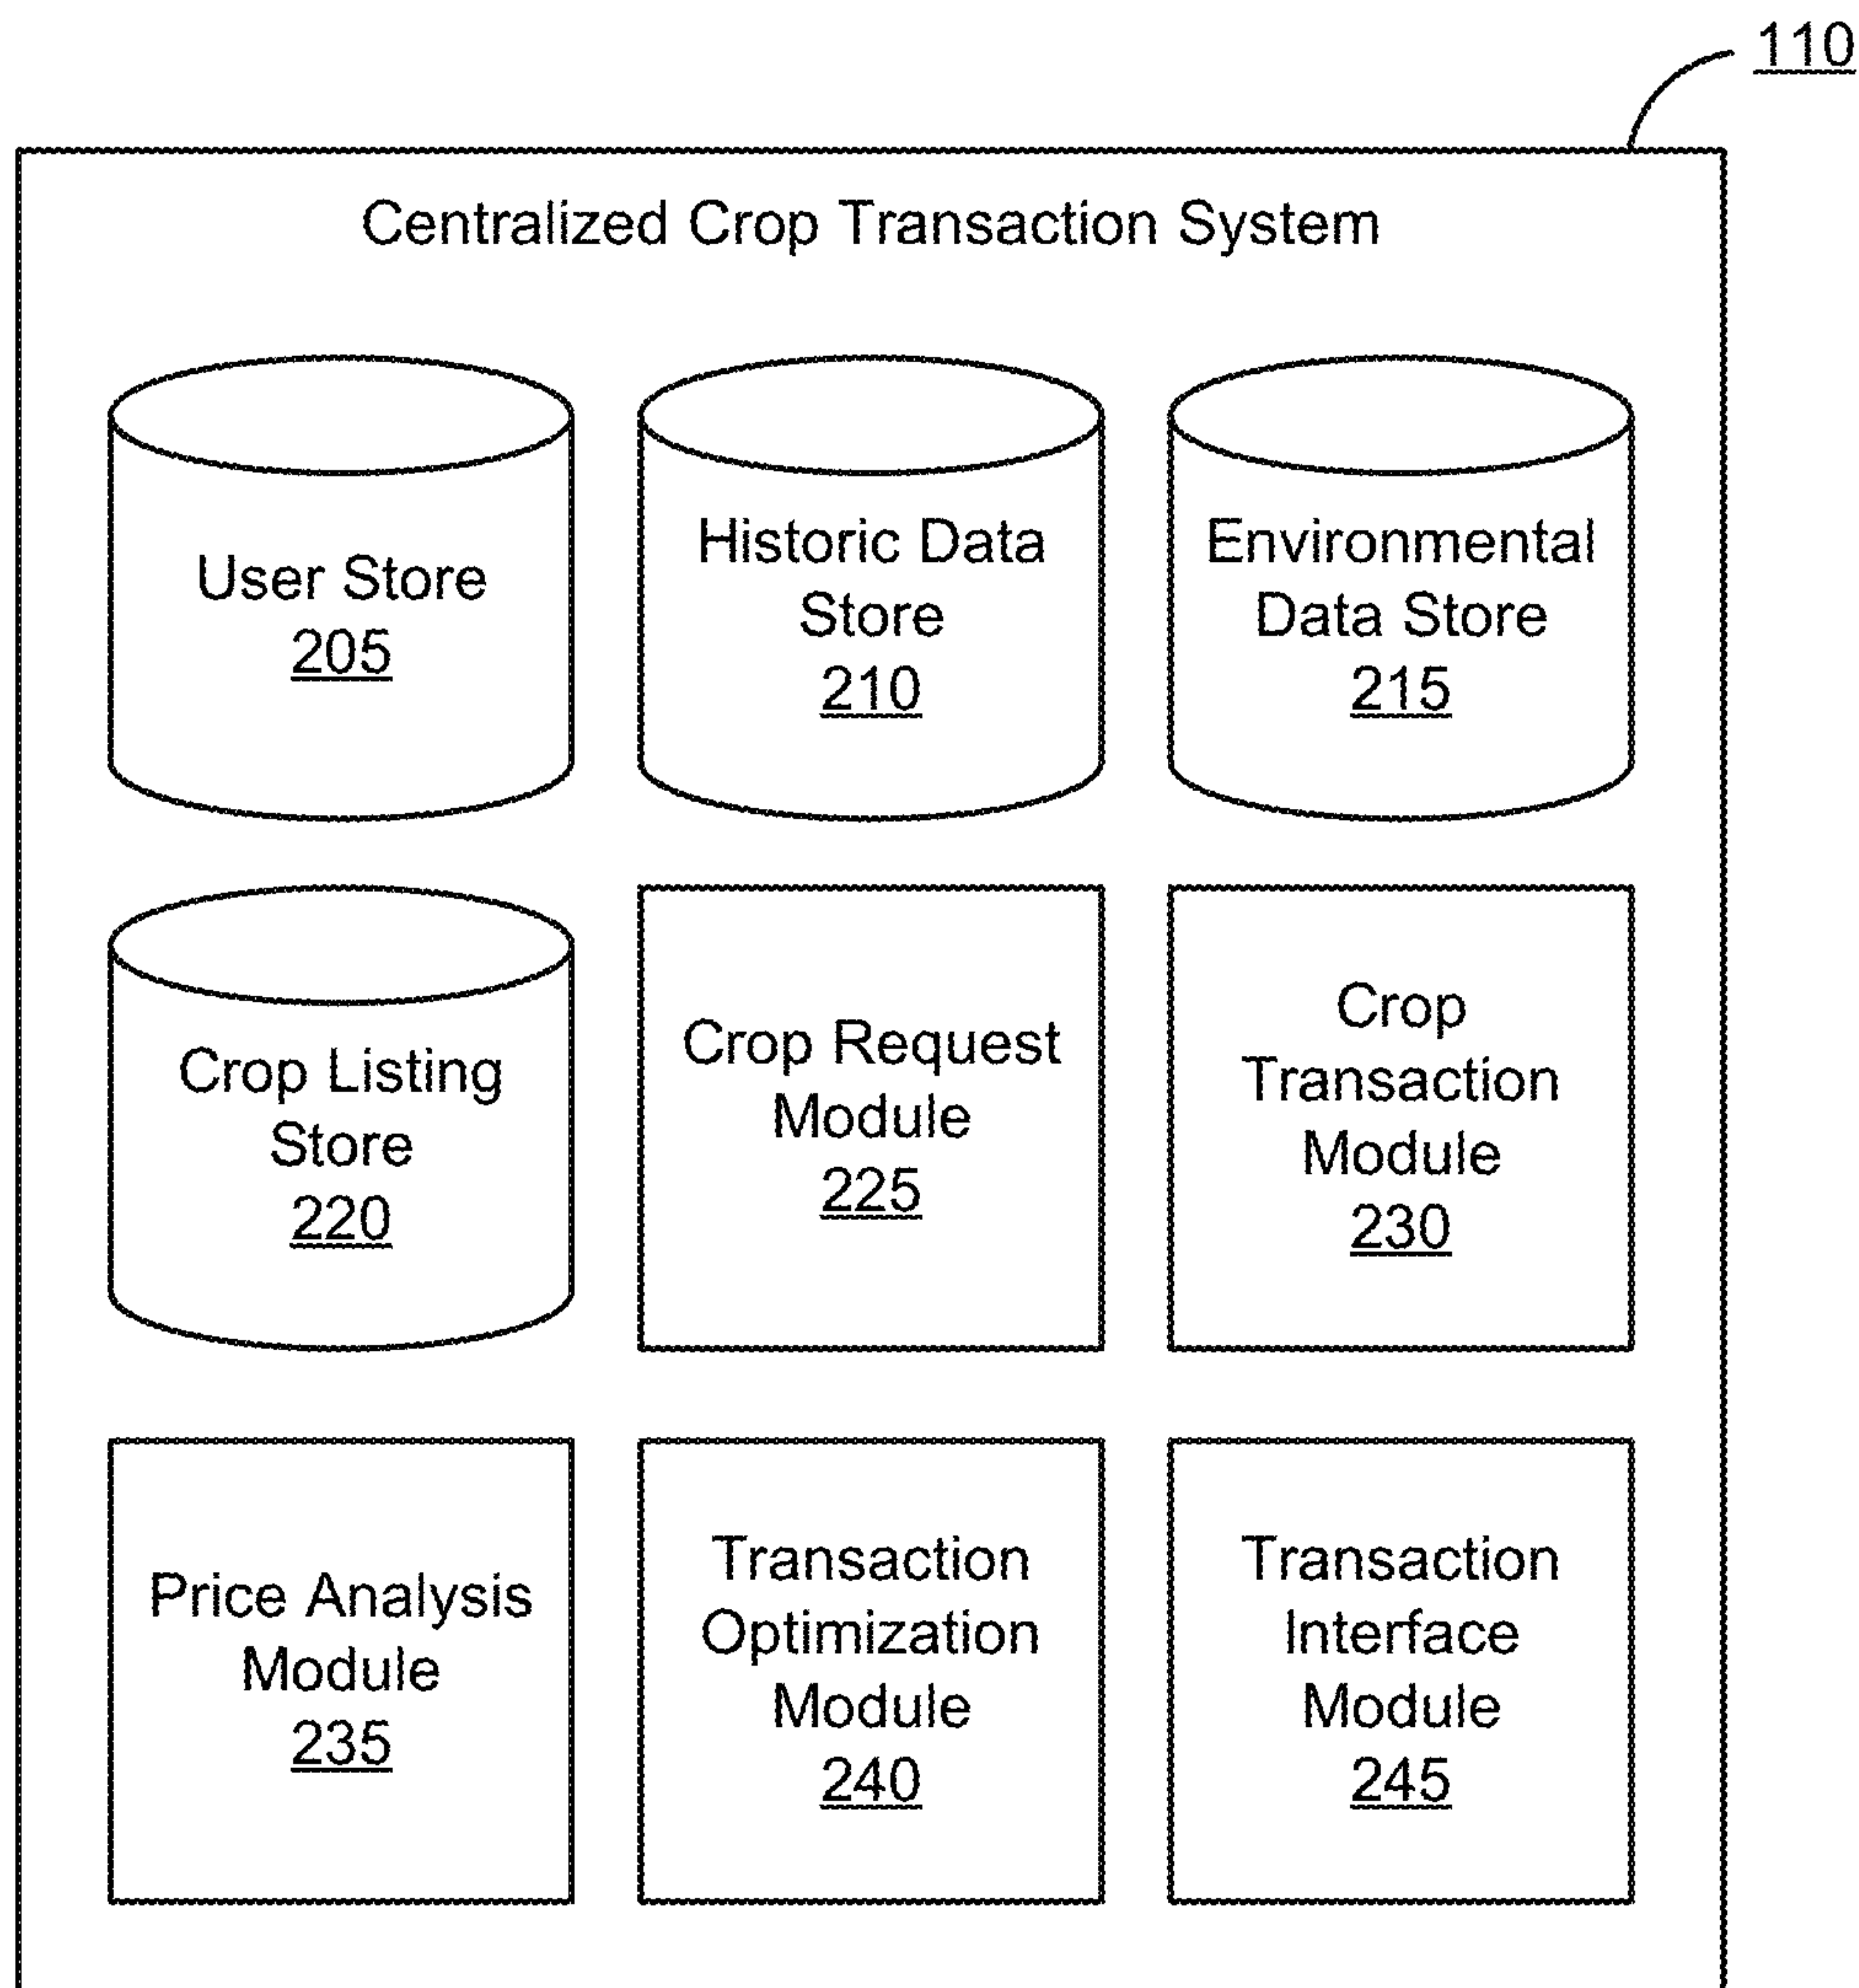 110
Centralized Crop Transaction System
User Store
205
Historic Data
Store
210
Environmental
Data Store
215
Crop Listing
Store
220
Crop Request
Module
225
Crop
Transaction
Module
230
Price Analysis
Module
235
Transaction
Optimization
Module
240
Transaction
Interface
Module
245